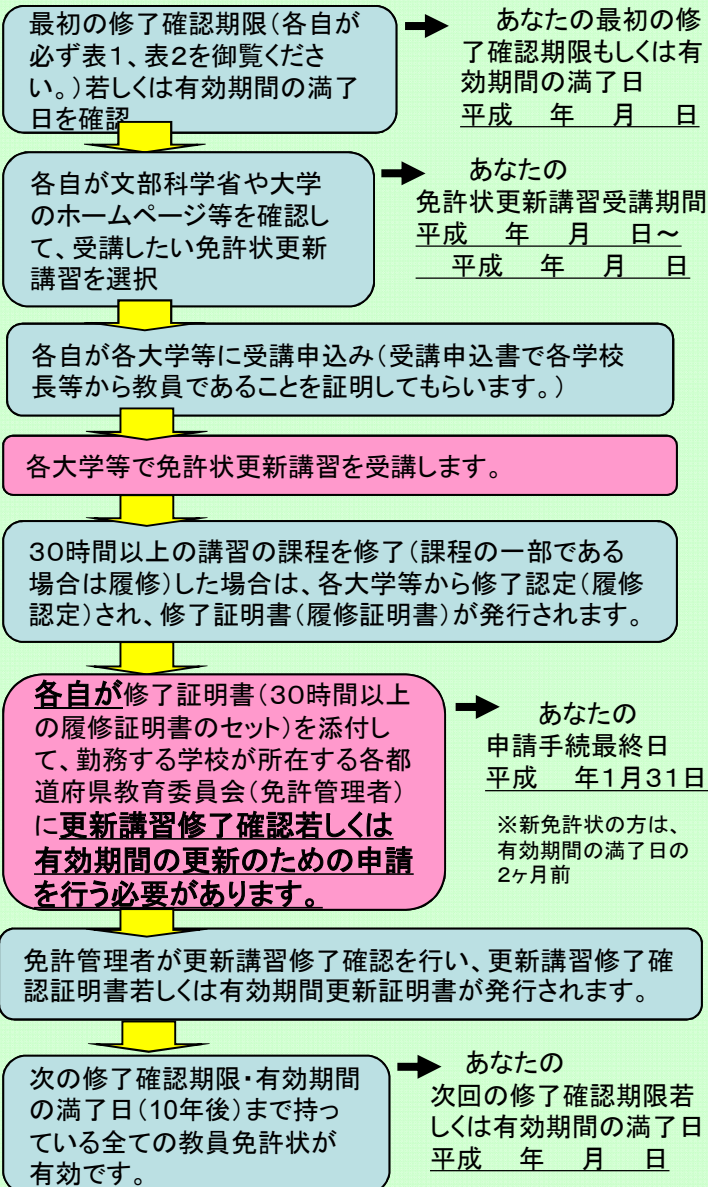 最初の修了確認期限（各自が
必ず表１、表２を御覧くださ
い。）若しくは有効期間の満了
日を確認
あなたの最初の修
了確認期限もしくは有
効期間の満了日
平成　年　月　日
各自が文部科学省や大学
のホームページ等を確認し
て、受講したい免許状更新
講習を選択
あなたの
免許状更新講習受講期間
平成　年　月　日～
平成　年　月　日
各自が各大学等に受講申込み（受講申込書で各学校
長等から教員であることを証明してもらいます。）
各大学等で免許状更新講習を受講します。
３０時間以上の講習の課程を修了（課程の一部である
場合は履修）した場合は、各大学等から修了認定（履修
認定）され、修了証明書（履修証明書）が発行されます。
各自が修了証明書（３０時間以上
の履修証明書のセット）を添付し
て、勤務する学校が所在する各都
道府県教育委員会（免許管理者）
に更新講習修了確認若しくは
有効期間の更新のための申請
を行う必要があります。
あなたの
申請手続最終日
平成　年１月３１日
※新免許状の方は、
有効期間の満了日の
２ヶ月前
免許管理者が更新講習修了確認を行い、更新講習修了確
認証明書若しくは有効期間更新証明書が発行されます。
次の修了確認期限・有効期間
の満了日（１０年後）まで持っ
ている全ての教員免許状が
有効です。
あなたの
次回の修了確認期限若
しくは有効期間の満了日
平成　年　月　日